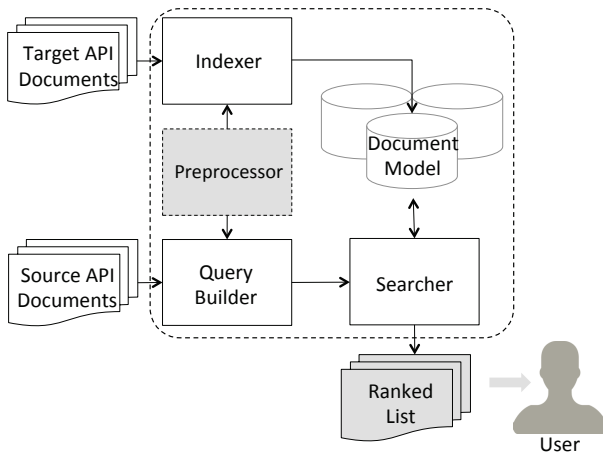 Target API
Documents
Indexer
Document
Model
Preprocessor
Source API
Documents
Query
Builder
Searcher
Ranked
List
User